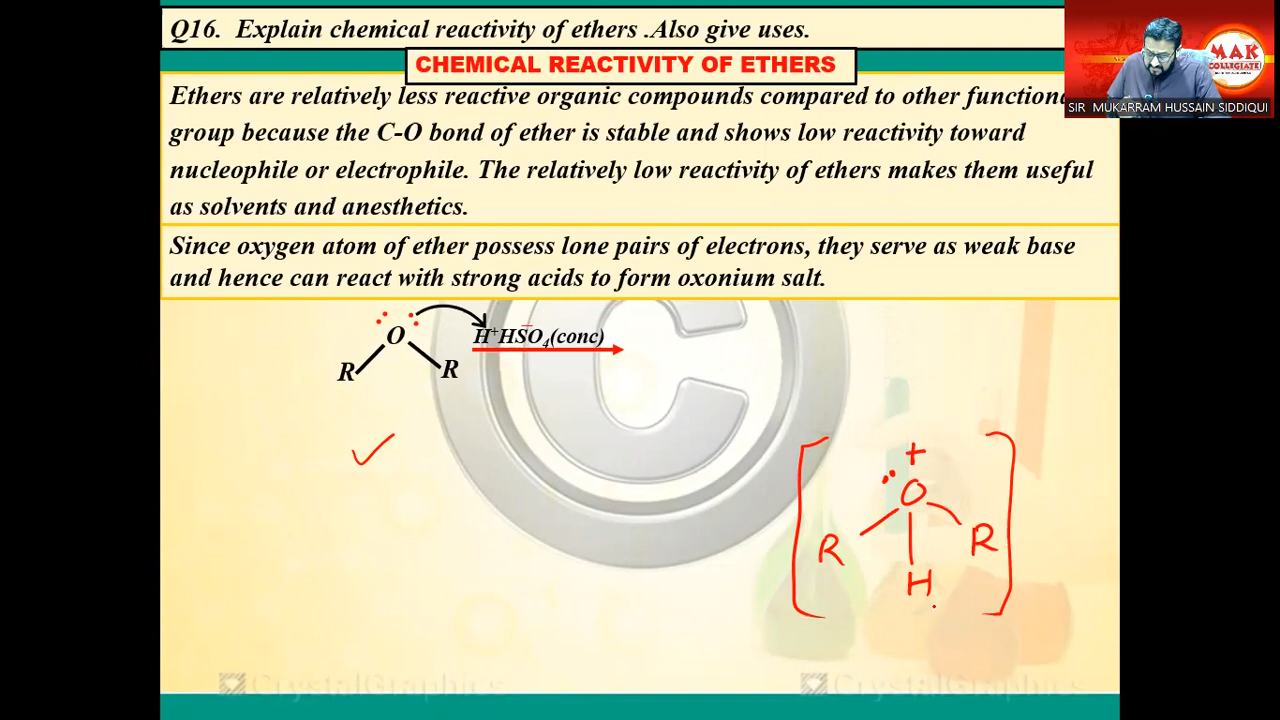 Q16. Explain chemical reactivity of ethers .Also give uses.
CHEMICAL REACTIVITY OF ETHERS
MAK
COLLEGIATE
SIR MUKARRAM HUSSAIN SIDDIQUI
Ethers are relatively less reactive organic compounds compared to other functiona
group because the C-O bond of ether is stable and shows low reactivity toward
nucleophile or electrophile. The relatively low reactivity of ethers makes them useful
as solvents and anesthetics.
Since oxygen atom of ether possess lone pairs of electrons, they serve as weak base
and hence can react with strong acids to form oxonium salt.
O
H⁺HSO₄⁻(conc)
R R
+
O
R R
H
CrystalGraphics CrystalGraphics